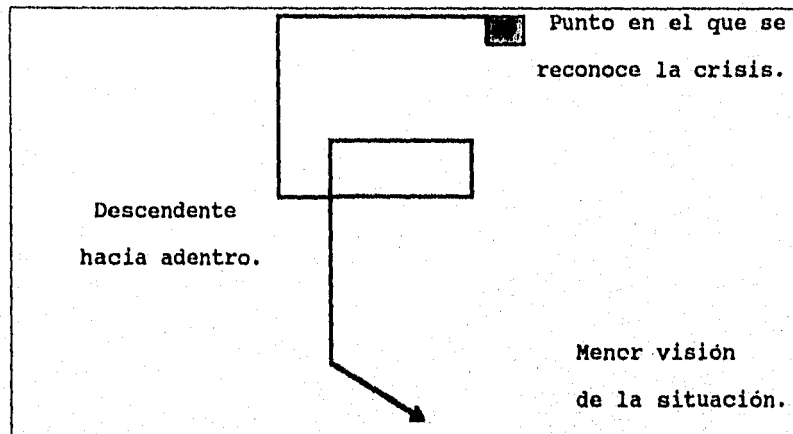 Punto en el que se
reconoce la crisis.
Descendente
hacia adentro.
Menor visión
de la situación.